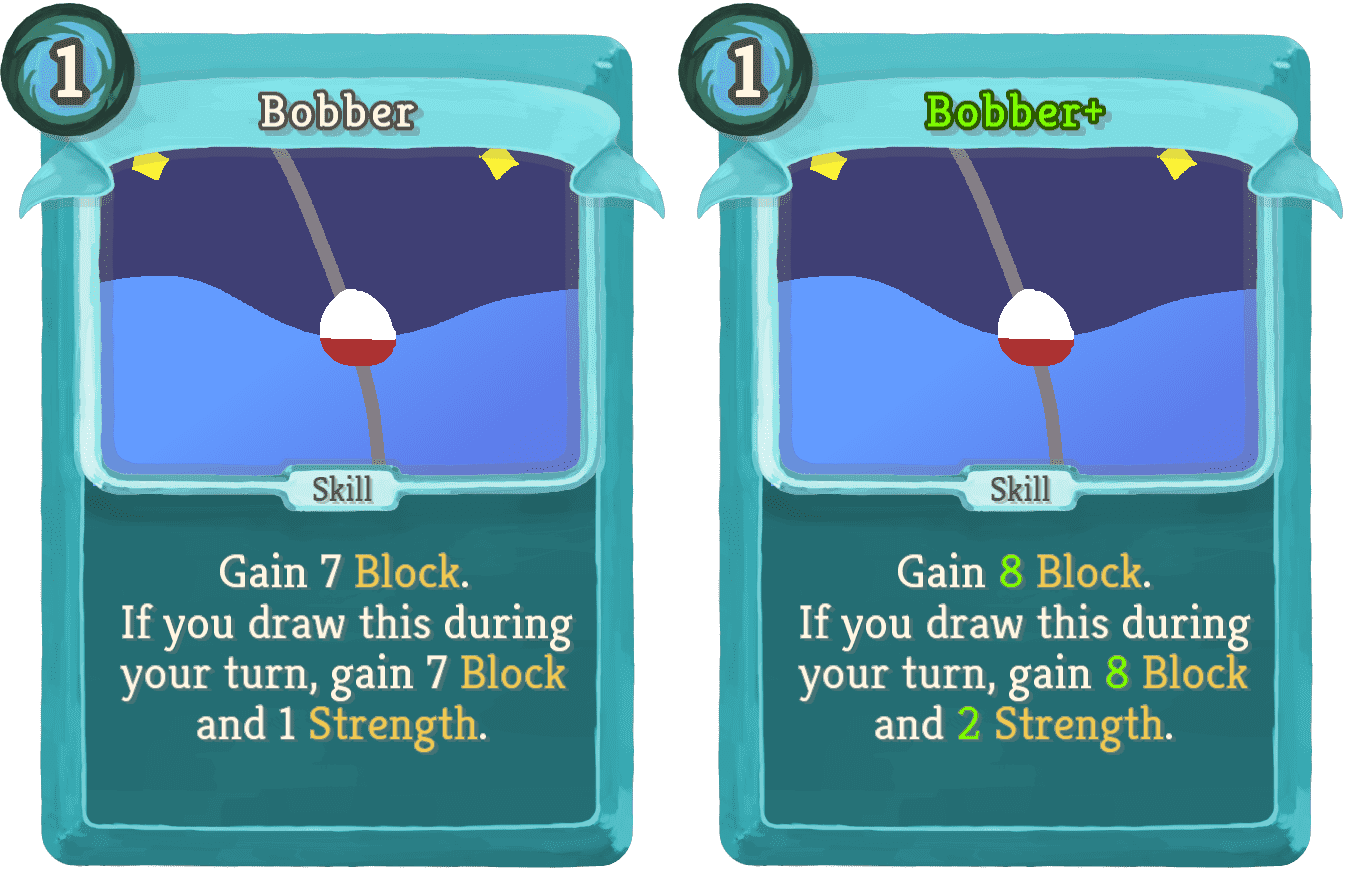 1
Bobber
Skill
Gain 7 Block.
If you draw this during
your turn, gain 7 Block
and 1 Strength.
1
Bobber+
Skill
Gain 8 Block.
If you draw this during
your turn, gain 8 Block
and 2 Strength.